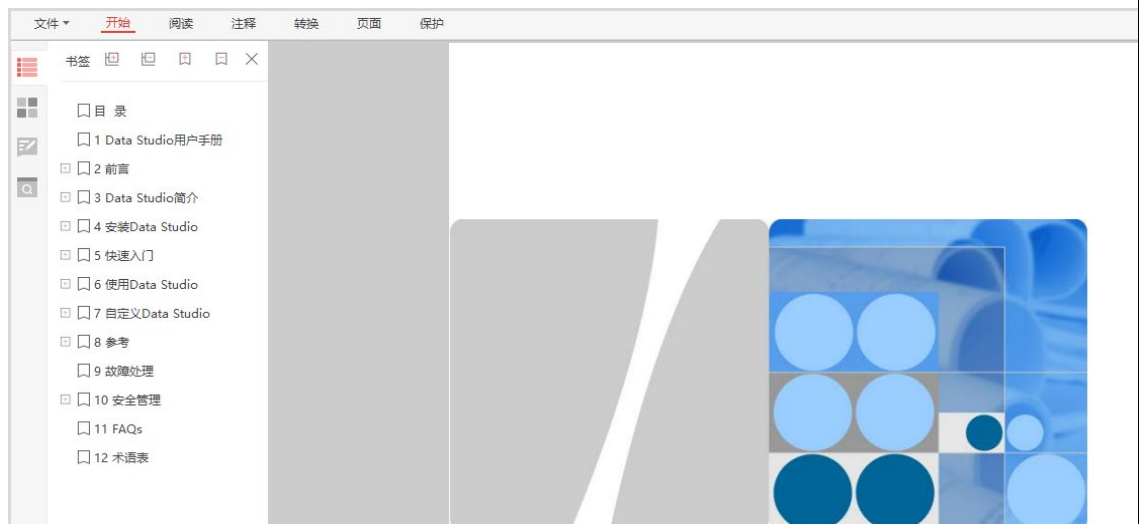 文件 开始 阅读 注释 转换 页面 保护
书签
目 录
1 Data Studio用户手册
2 前言
3 Data Studio简介
4 安装Data Studio
5 快速入门
6 使用Data Studio
7 自定义Data Studio
8 参考
9 故障处理
10 安全管理
11 FAQs
12 术语表